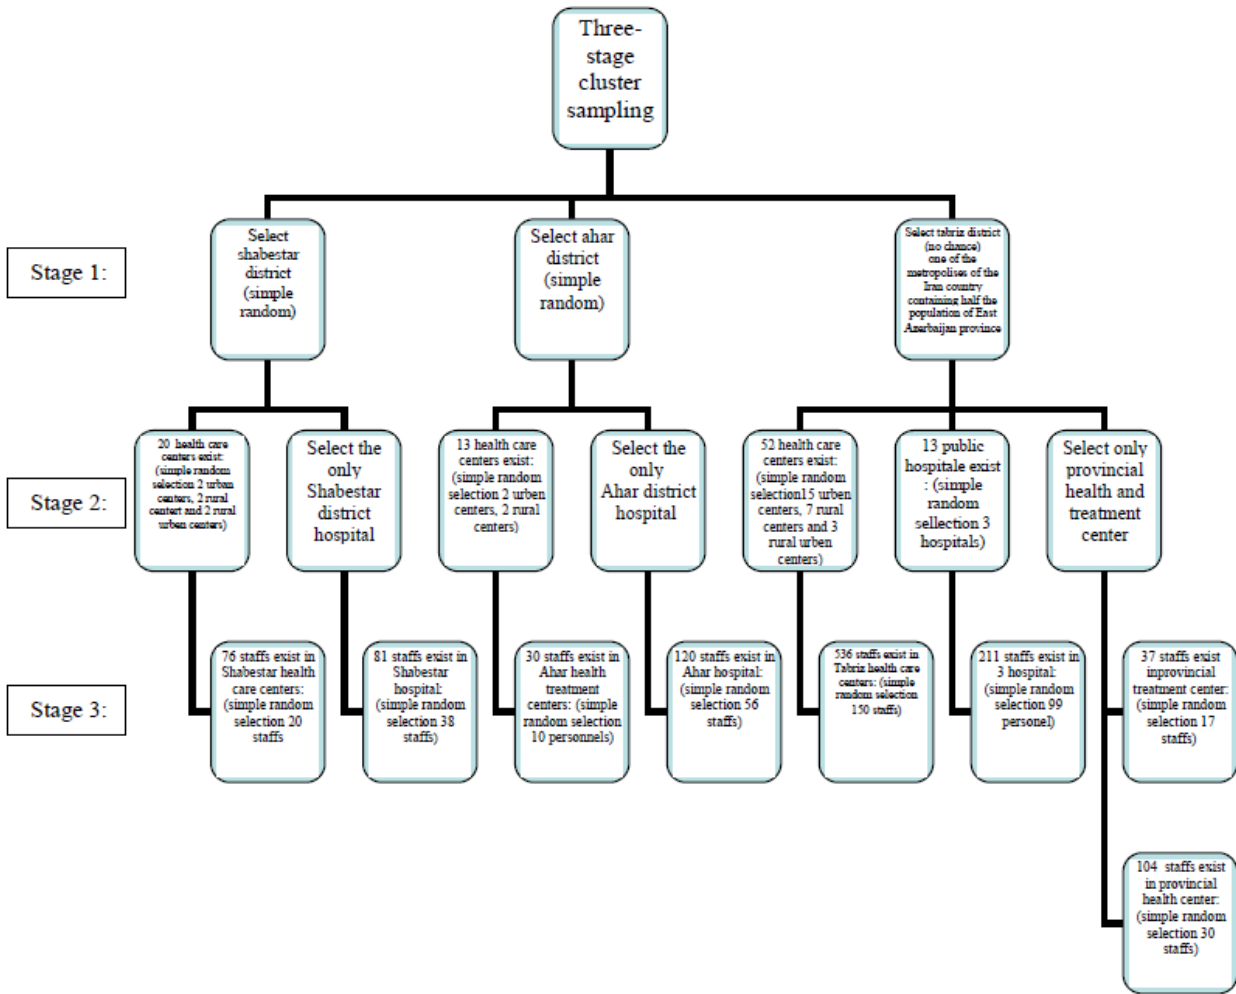 Three-
stage
cluster
sampling
Stage 1:
Select
shabestar
district
(simple
random)
Select ahar
district
(simple
random)
Select tabriz district
(no chance)
one of the
metropolises of the
Iran country
containing half the
population of East
Azerbaijan province
Stage 2:
20 health care
centers exist:
(simple random
selection 2 urban
centers, 2 rural
centert and 2 rural
urben centers)
Select the
only
Shabestar
district
hospital
13 health care
centers exist:
(simple random
selection 2 urben
centers, 2 rural
centers)
Select the
only
Ahar district
hospital
52 health care
centers exist:
(simple random
selection15 urben
centers, 7 rural
centers and 3
rural urben
centers)
13 public
hospitale exist
: (simple
random
sellection 3
hospitals)
Select only
provincial
health and
treatment
center
Stage 3:
76 staffs exist in
Shabestar health
care centers:
(simple random
selection 20
staffs
81 staffs exist in
Shabestar
hospital:
(simple random
selection 38
staffs)
30 staffs exist in
Ahar health
treatment
centers: (simple
random selection
10 personnels)
120 staffs exist in
Ahar hospital:
(simple random
selection 56
staffs)
536 staffs exist in
Tabriz health care
centers: (simple
random selection
150 staffs)
211 staffs exist in
3 hospital:
(simple random
selection 99
personel)
37 staffs exist
inprovincial
treatment center:
(simple random
selection 17
staffs)
104 staffs exist
in provincial
health center:
(simple random
selection 30
staffs)